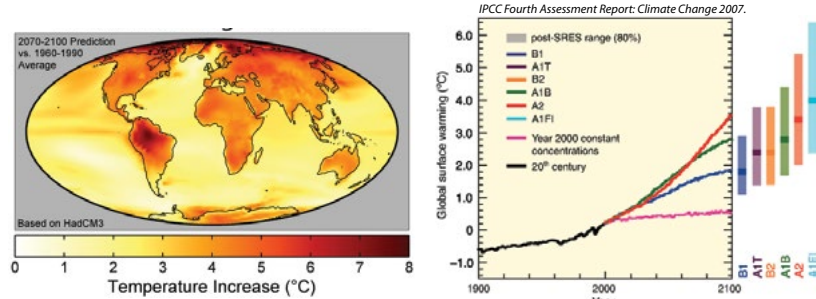 2070-2100 Prediction
vs. 1960-1990
Average
Based on HadCM3
0 1 2 3 4 5 6 7 8
Temperature Increase (°C)
IPCC Fourth Assessment Report: Climate Change 2007.
Global surface warming (°C)
6.0
5.0
4.0
3.0
2.0
1.0
0
–1.0
post-SRES range (80%)
B1
A1T
B2
A1B
A2
A1FI
Year 2000 constant
concentrations
20th century
1900 2000 2100
B1
A1T
B2
A1B
A2
A1FI